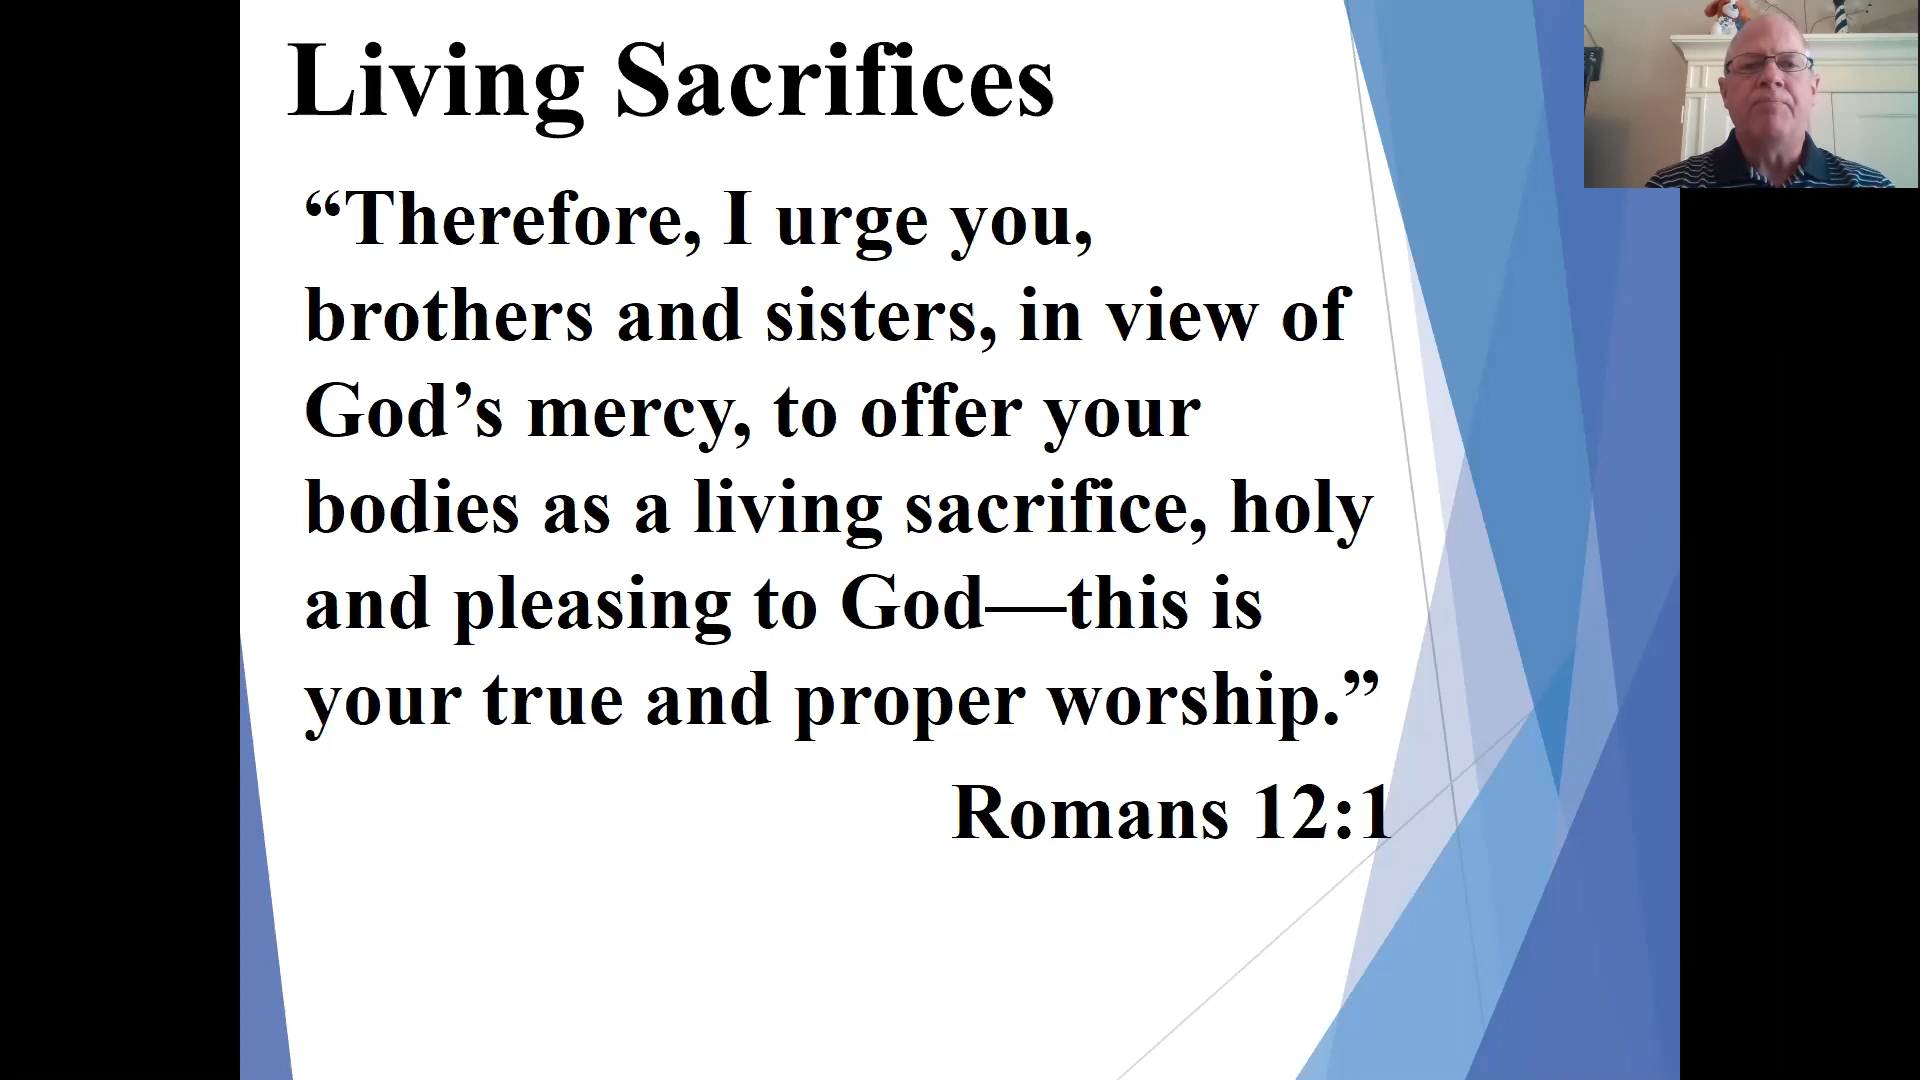 Living Sacrifices
“Therefore, I urge you,
brothers and sisters, in view of
God’s mercy, to offer your
bodies as a living sacrifice, holy
and pleasing to God—this is
your true and proper worship.”
Romans 12:1